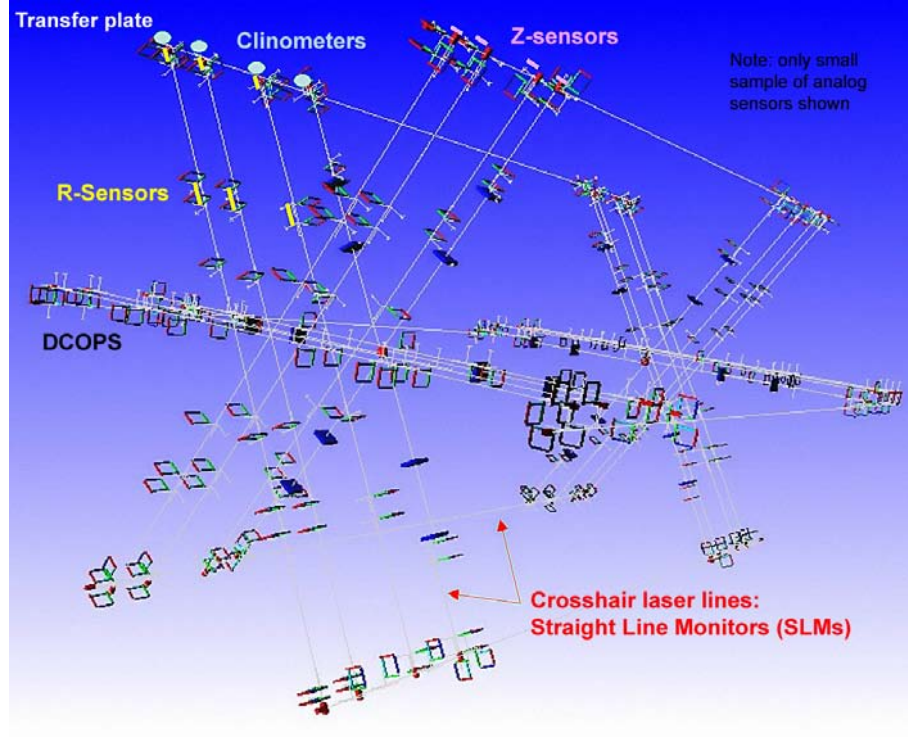 Transfer plate
Clinometers
Z-sensors
Note: only small
sample of analog
sensors shown
R-Sensors
DCOPS
Crosshair laser lines:
Straight Line Monitors (SLMs)